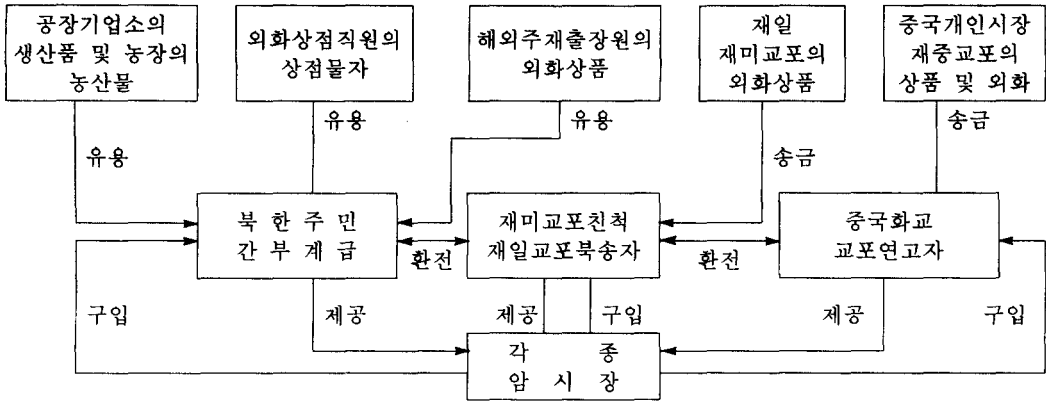 공장기업소의
생산품 및 농장의
농산물
외화상점직원의
상점물자
해외주재출장원의
외화상품
재일
재미교포의
외화상품
중국개인시장
재중교포의
상품 및 외화
유용
유용
유용
송금
송금
북 한 주 민
간 부 계 급
환전
재미교포친척
재일교포북송자
환전
중국화교
교포연고자
구입
제공
제공
구입
제공
구입
각 종
암 시 장